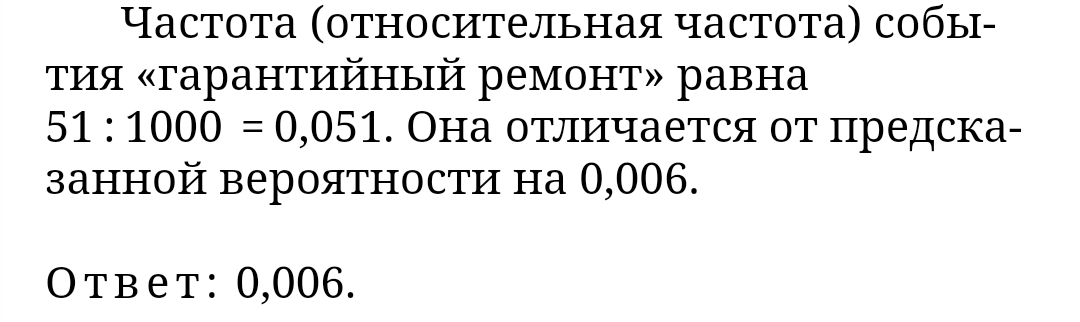 Частота (относительная частота) собы-
тия «гарантийный ремонт» равна
51 : 1000 = 0,051. Она отличается от предска-
занной вероятности на 0,006.
Ответ: 0,006.